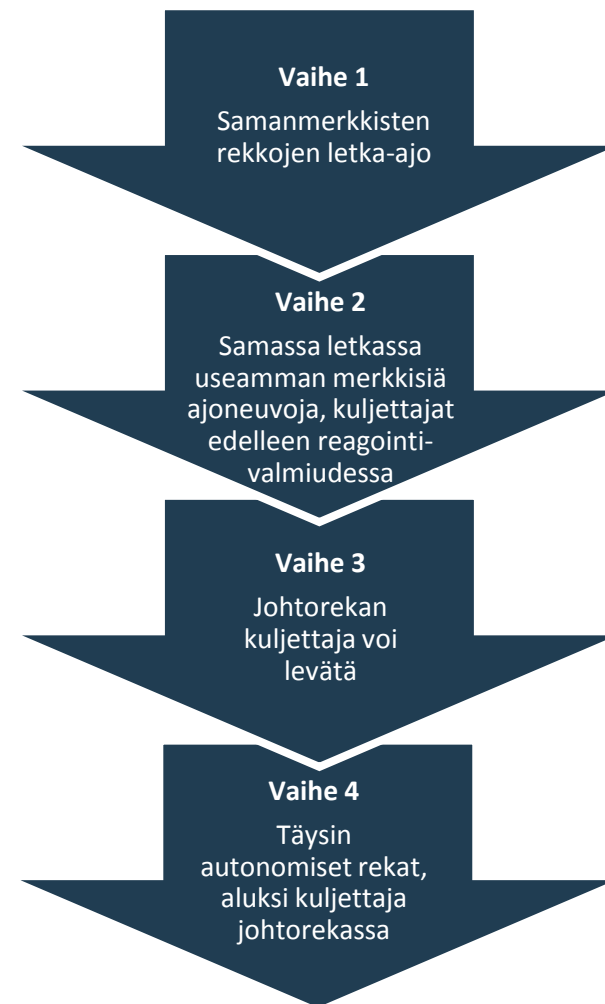 Vaihe 1
Samanmerkkisten
rekkojen letka-ajo
Vaihe 2
Samassa letkassa
useamman merkkisiä
ajoneuvoja, kuljettajat
edelleen reagointi-
valmiudessa
Vaihe 3
Johtorekan
kuljettaja voi
levätä
Vaihe 4
Täysin
autonomiset rekat,
aluksi kuljettaja
johtorekassa